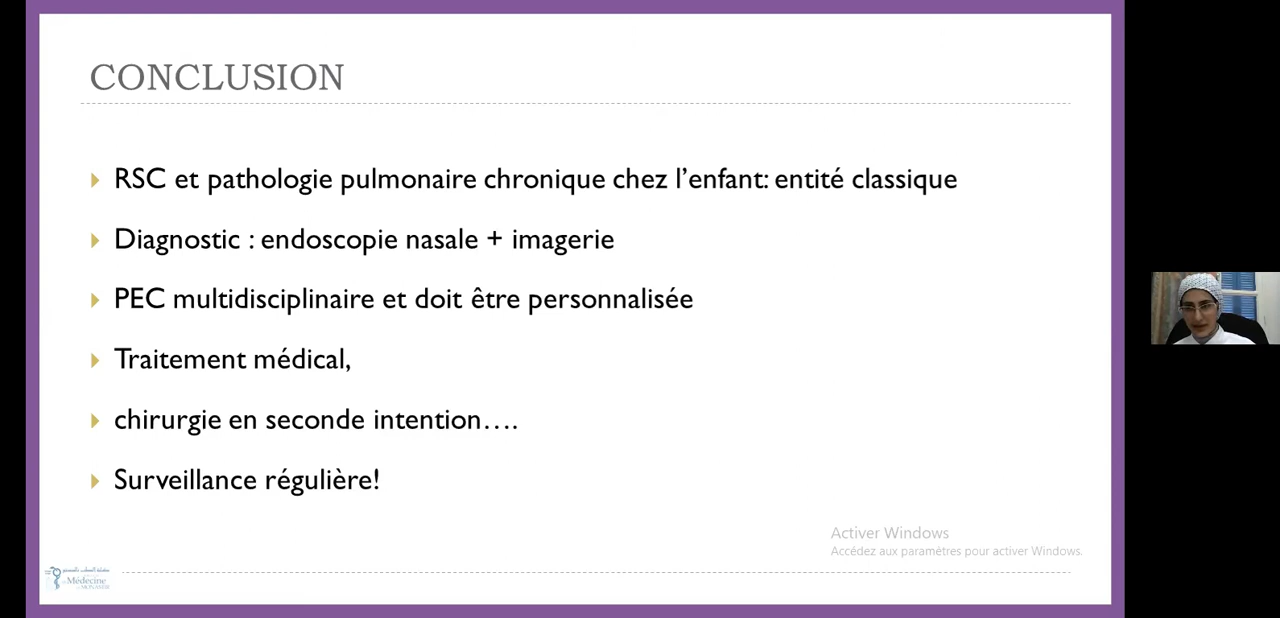 CONCLUSION
RSC et pathologie pulmonaire chronique chez l’enfant: entité classique
Diagnostic : endoscopie nasale + imagerie
PEC multidisciplinaire et doit être personnalisée
Traitement médical,
chirurgie en seconde intention….
Surveillance régulière!
Activer Windows
Accédez aux paramètres pour activer Windows.
Médecine